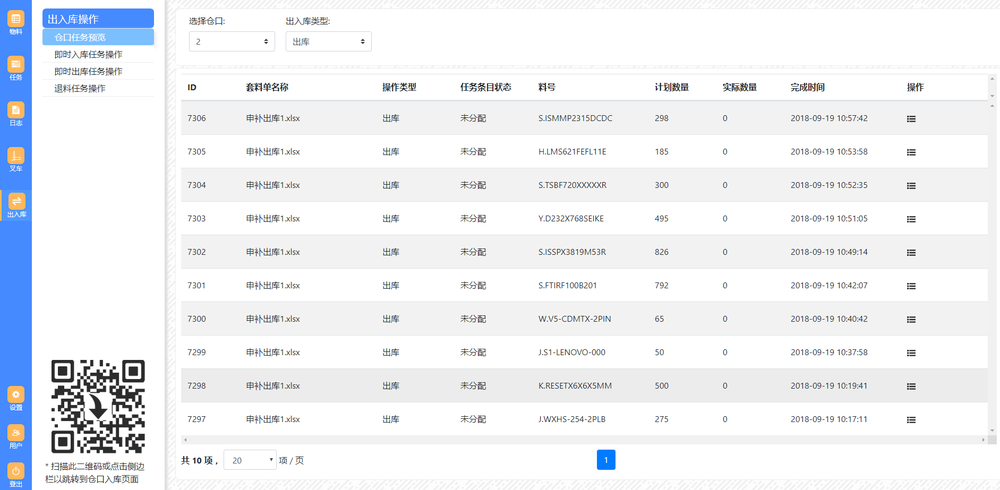 物料
任务
日志
叉车
出入库
设置
用户
登出
出入库操作
仓口任务预览
即时入库任务操作
即时出库任务操作
退料任务操作
* 扫描此二维码或点击侧边
栏以跳转到仓口入库页面
选择仓口: 出入库类型:
2 出库
ID 套料单名称 操作类型 任务条目状态 料号 计划数量 实际数量 完成时间 操作
7306 申补出库1.xlsx 出库 未分配 S.ISMMP2315DCDC 298 0 2018-09-19 10:57:42
7305 申补出库1.xlsx 出库 未分配 H.LMS621FEFL11E 185 0 2018-09-19 10:53:58
7304 申补出库1.xlsx 出库 未分配 S.TSBF720XXXXXR 300 0 2018-09-19 10:52:35
7303 申补出库1.xlsx 出库 未分配 Y.D232X768SEIKE 495 0 2018-09-19 10:51:05
7302 申补出库1.xlsx 出库 未分配 S.ISSPX3819M53R 826 0 2018-09-19 10:49:14
7301 申补出库1.xlsx 出库 未分配 S.FTIRF100B201 792 0 2018-09-19 10:42:07
7300 申补出库1.xlsx 出库 未分配 W.V5-CDMTX-2PIN 65 0 2018-09-19 10:40:42
7299 申补出库1.xlsx 出库 未分配 J.S1-LENOVO-000 50 0 2018-09-19 10:37:58
7298 申补出库1.xlsx 出库 未分配 K.RESETX6X6X5MM 500 0 2018-09-19 10:19:41
7297 申补出库1.xlsx 出库 未分配 J.WXHS-254-2PLB 275 0 2018-09-19 10:17:11
共 10 项， 20 项 / 页 1